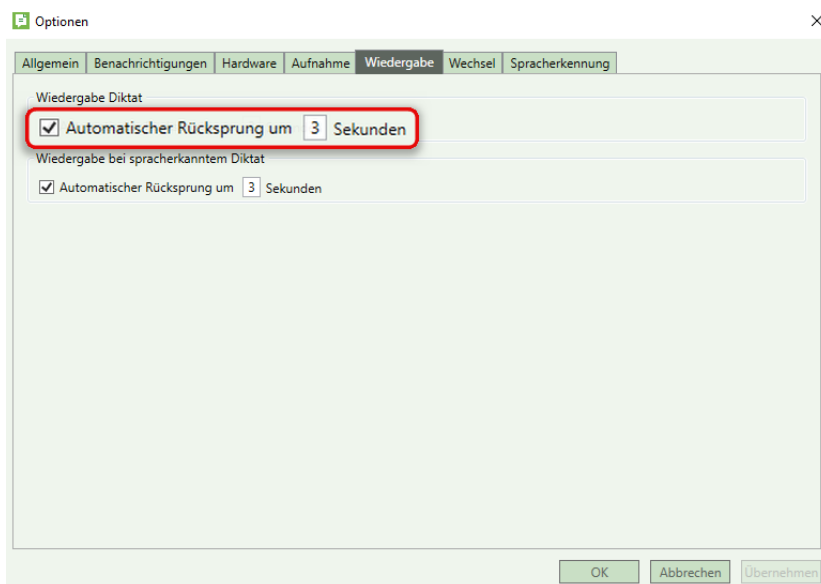 Optionen
Allgemein Benachrichtigungen Hardware Aufnahme Wiedergabe Wechsel Spracherkennung
Wiedergabe Diktat
Automatischer Rücksprung um 3 Sekunden
Wiedergabe bei spracherkanntem Diktat
Automatischer Rücksprung um 3 Sekunden
OK Abbrechen Übernehmen